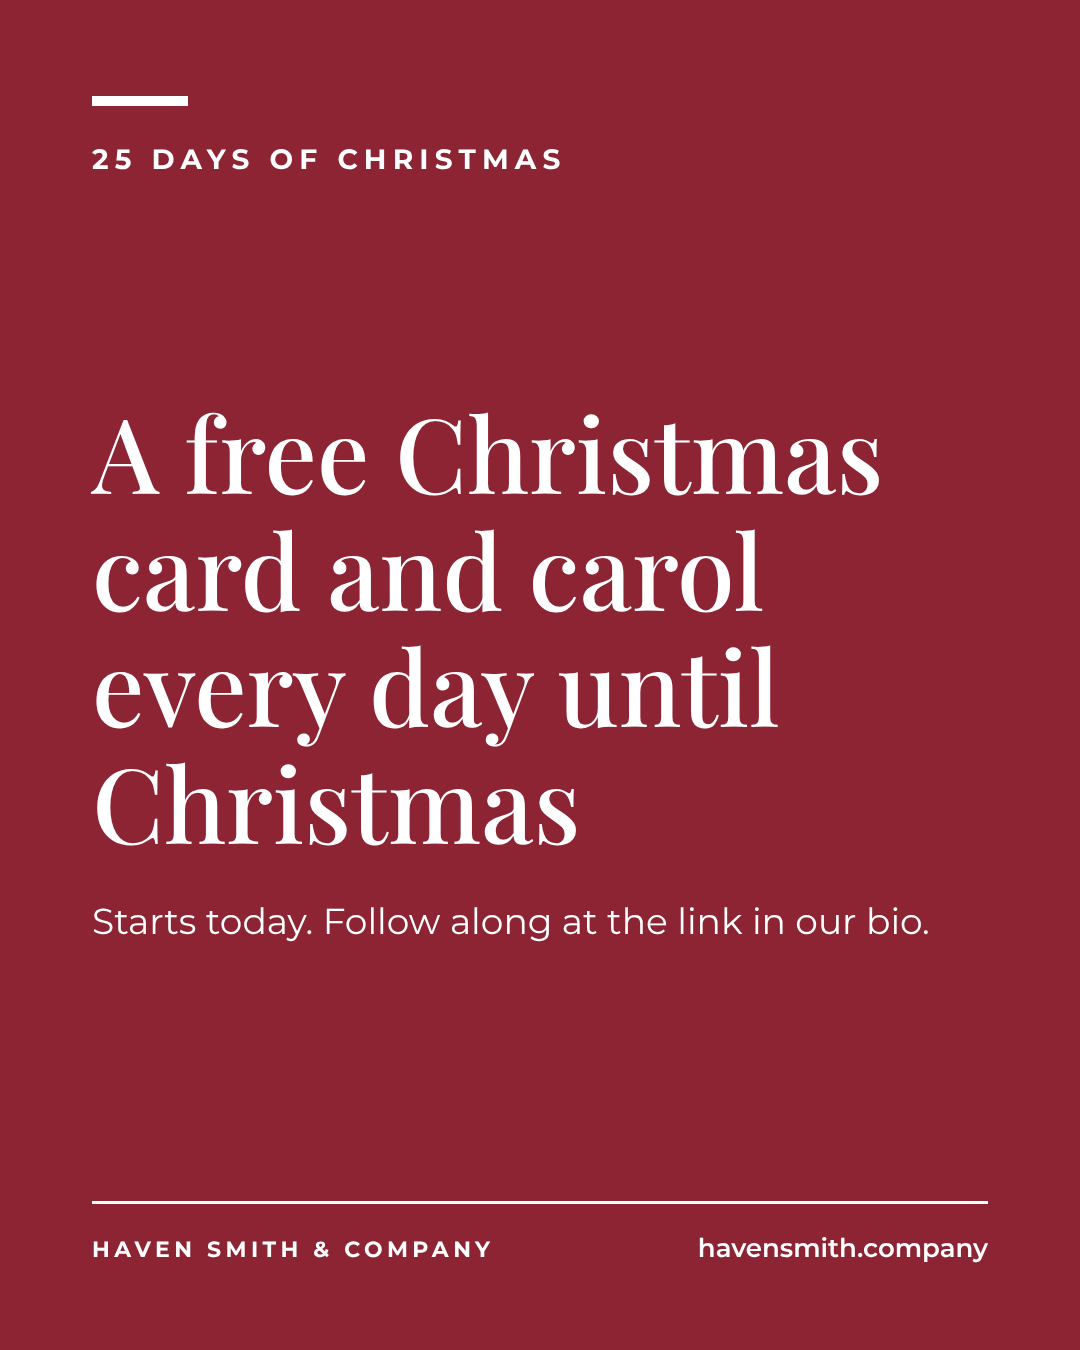 25 DAYS OF CHRISTMAS
A free Christmas
card and carol
every day until
Christmas
Starts today. Follow along at the link in our bio.
HAVEN SMITH & COMPANY
havensmith.company